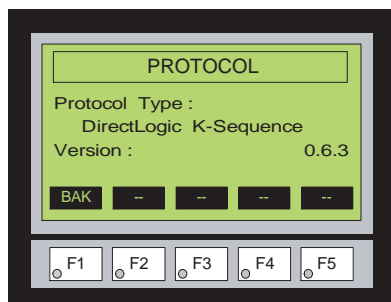 PROTOCOL
Protocol Type :
DirectLogic K-Sequence
Version : 0.6.3
BAK -- -- -- --
F1 F2 F3 F4 F5